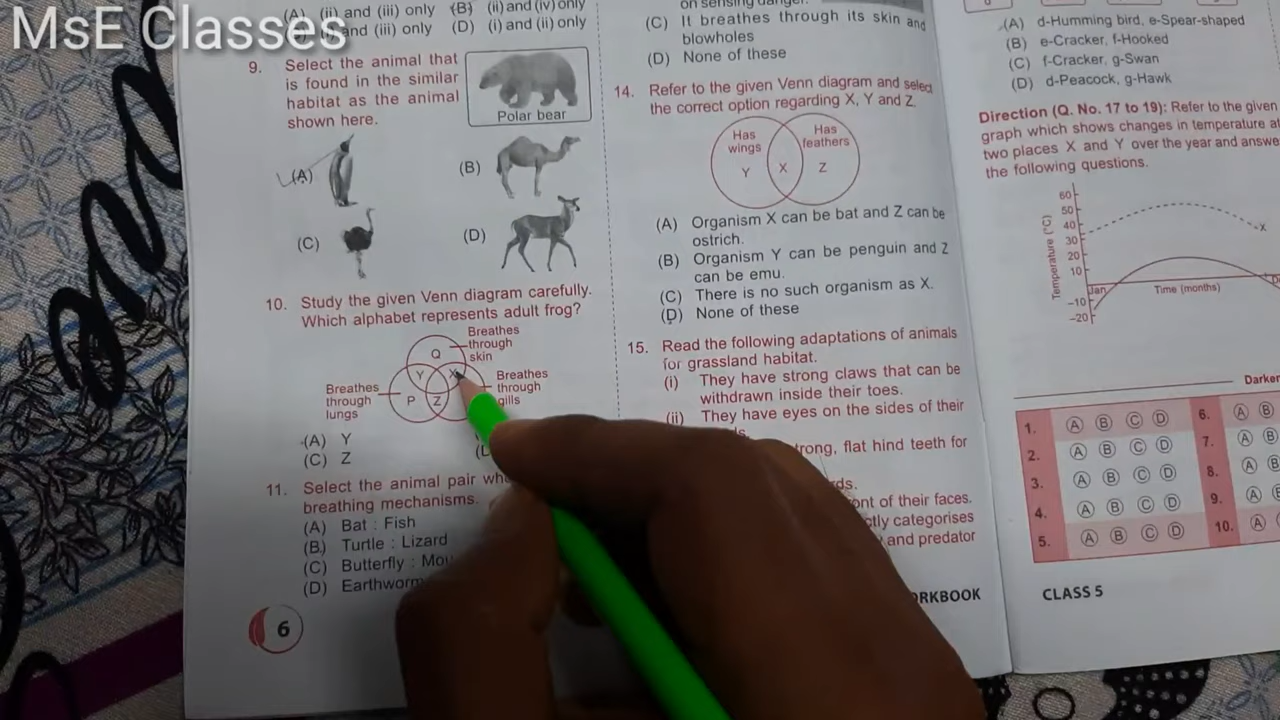 MsE Classes
(A) (ii) and (iii) only (B) (ii) and (iv) only
and (iii) only (D) (i) and (ii) only
9. Select the animal that
is found in the similar
habitat as the animal
shown here.
Polar bear
(A)
(B)
(C)
(D)
10. Study the given Venn diagram carefully.
Which alphabet represents adult frog?
Breathes
through
skin
Q
Y
X
P
Z
Breathes
through
lungs
Breathes
through
gills
(A) Y
(C) Z
11. Select the animal pair
breathing mechanisms.
(A) Bat : Fish
(B) Turtle : Lizard
(C) Butterfly :
(D)
6
on sensing danger.
(C) It breathes through its skin and
blowholes
(D) None of these
14. Refer to the given Venn diagram and select
the correct option regarding X, Y and Z.
Has
wings
Has
feathers
Y
X
Z
(A) Organism X can be bat and Z can be
ostrich.
(B) Organism Y can be penguin and Z
can be emu.
(C) There is no such organism as X.
(D) None of these
15. Read the following adaptations of animals
for grassland habitat.
(i) They have strong claws that can be
withdrawn inside their toes.
(ii) They have eyes on the sides of their
strong, flat hind teeth for
front of their faces.
categorises
and predator
WORKBOOK
CLASS 5
(A) d-Humming bird, e-Spear-shaped
(B) e-Cracker, f-Hooked
(C) f-Cracker, g-Swan
(D) d-Peacock, g-Hawk
Direction (Q. No. 17 to 19): Refer to the given
graph which shows changes in temperature at
two places X and Y over the year and answer
the following questions.
Temperature (°C)
60
50
40
30
20
10
-10
-20
Jan
Time (months)
X
Darken
1. A B C D
2. A B C D
3. A B C D
4. A B C D
5. A B C D
6. A B
7. A B
8. A B
9. A
10. A